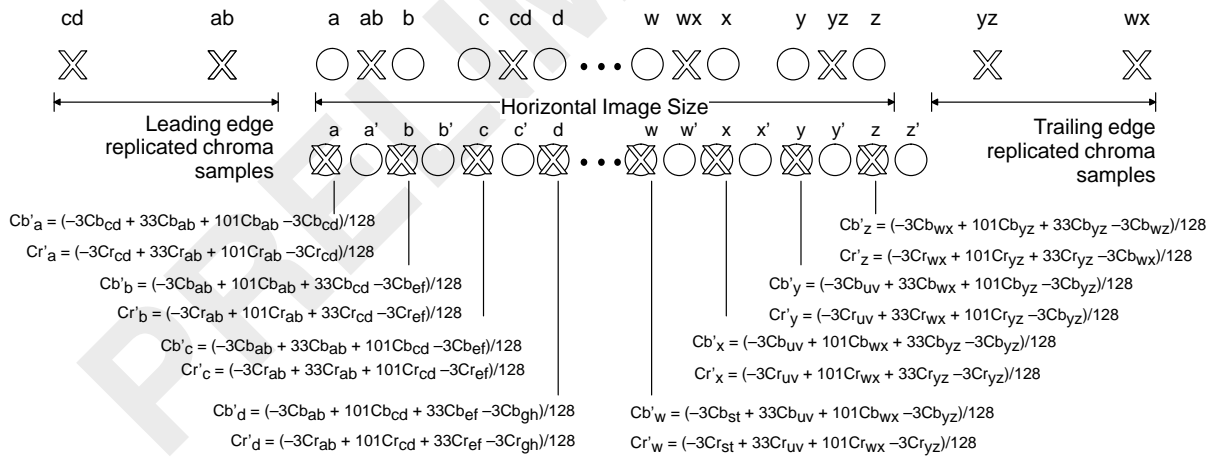 cd ab a ab b c cd d w wx x y yz z yz wx
Horizontal Image Size
Leading edge
replicated chroma
samples
Trailing edge
replicated chroma
samples
a a’ b b’ c c’ d w w’ x x’ y y’ z z’
Cb’a = (–3Cbcd + 33Cbab + 101Cbab –3Cbcd)/128
Cr’a = (–3Crcd + 33Crab + 101Crab –3Crcd)/128
Cb’b = (–3Cbab + 101Cbab + 33Cbcd –3Cbef)/128
Cr’b = (–3Crab + 101Crab + 33Crcd –3Cref)/128
Cb’c = (–3Cbab + 33Cbab + 101Cbcd –3Cbef)/128
Cr’c = (–3Crab + 33Crab + 101Crcd –3Cref)/128
Cb’d = (–3Cbab + 101Cbcd + 33Cbef –3Cbgh)/128
Cr’d = (–3Crab + 101Crcd + 33Cref –3Crgh)/128
Cb’z = (–3Cbwx + 101Cbyz + 33Cbyz –3Cbwz)/128
Cr’z = (–3Crwx + 101Cryz + 33Cryz –3Cbwx)/128
Cb’y = (–3Cbuv + 33Cbwx + 101Cbyz –3Cbyz)/128
Cr’y = (–3Cruv + 33Crwx + 101Cryz –3Cbyz)/128
Cb’x = (–3Cbuv + 101Cbwx + 33Cbyz –3Cbyz)/128
Cr’x = (–3Cruv + 101Crwx + 33Cryz –3Cryz)/128
Cb’w = (–3Cbst + 33Cbuv + 101Cbwx –3Cbyz)/128
Cr’w = (–3Crst + 33Cruv + 101Crwx –3Cryz)/128